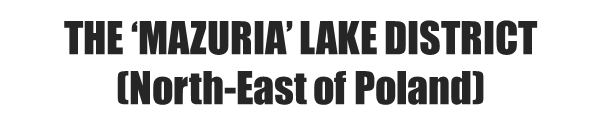 THE ‘MAZURIA’ LAKE DISTRICT
(North-East of Poland)